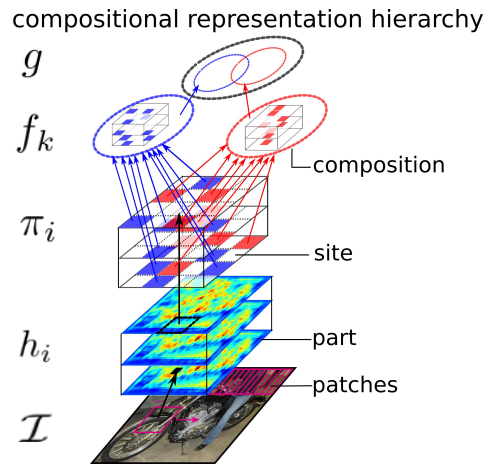 compositional representation hierarchy
g
f_k
composition
π_i
site
h_i
part
patches
𝓘